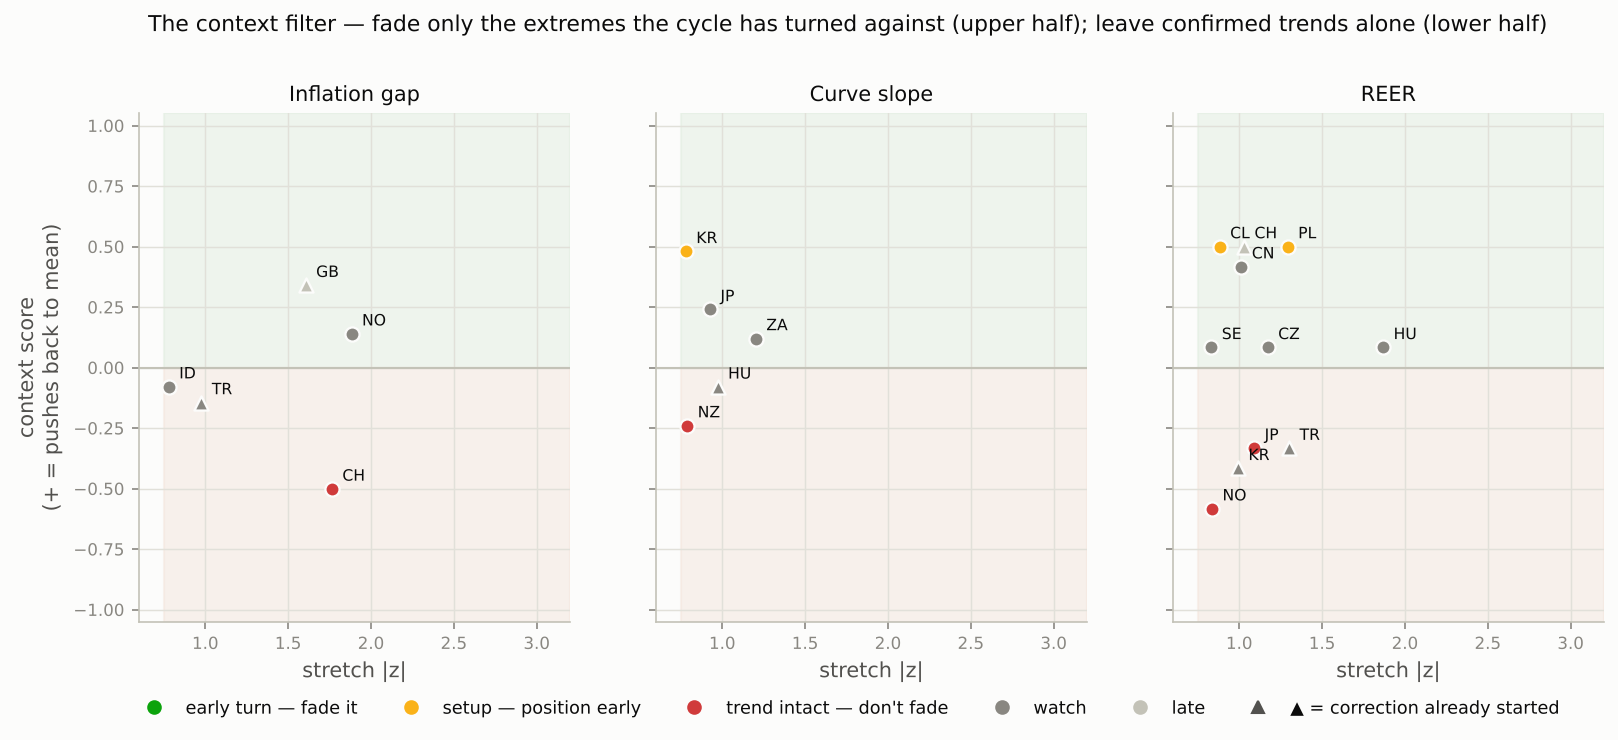 The context filter — fade only the extremes the cycle has turned against (upper half); leave confirmed trends alone (lower half)
Inflation gap
context score
(+ = pushes back to mean)
1.00
0.75
0.50
0.25
0.00
−0.25
−0.50
−0.75
−1.00
GB
NO
ID
TR
CH
1.0 1.5 2.0 2.5 3.0
stretch |z|
Curve slope
KR
JP
ZA
HU
NZ
1.0 1.5 2.0 2.5 3.0
stretch |z|
REER
CL CH PL
CN
SE CZ HU
JP TR
KR
NO
1.0 1.5 2.0 2.5 3.0
stretch |z|
early turn — fade it setup — position early trend intact — don't fade watch late ▲ = correction already started